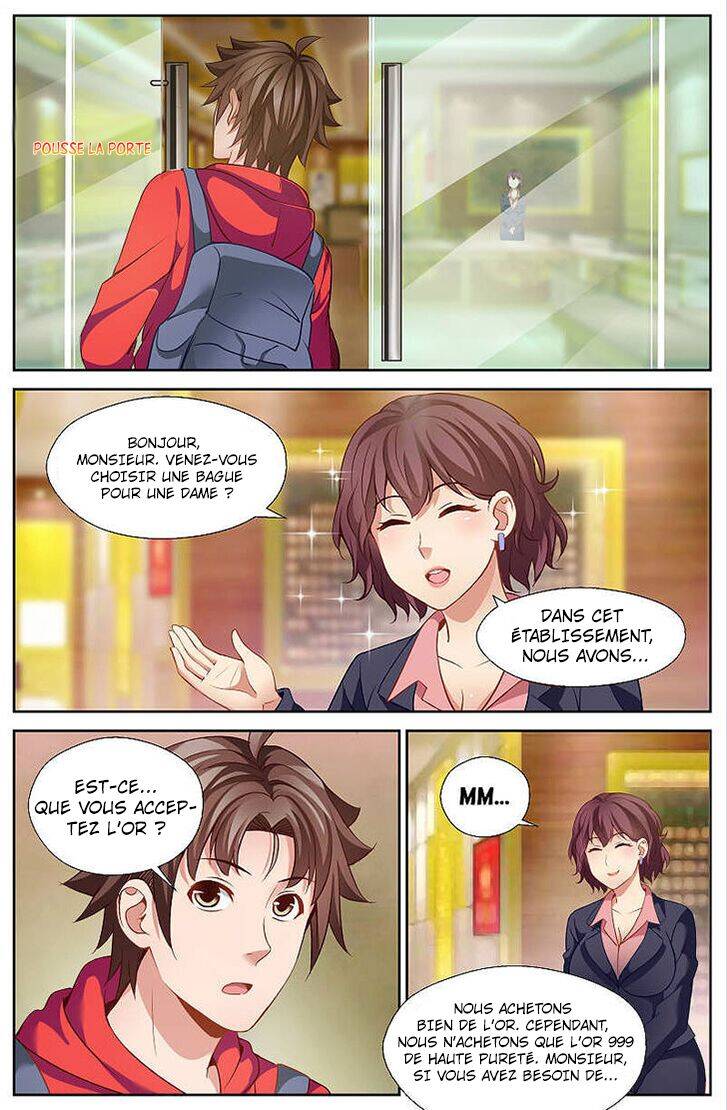 POUSSE LA PORTE
BONJOUR,
MONSIEUR. VENEZ-VOUS
CHOISIR UNE BAGUE
POUR UNE DAME ?
DANS CET
ÉTABLISSEMENT,
NOUS AVONS...
EST-CE...
QUE VOUS ACCEP-
TEZ L'OR ?
MM...
NOUS ACHETONS
BIEN DE L'OR. CEPENDANT,
NOUS N'ACHETONS QUE L'OR 999
DE HAUTE PURETÉ. MONSIEUR,
SI VOUS AVEZ BESOIN DE...